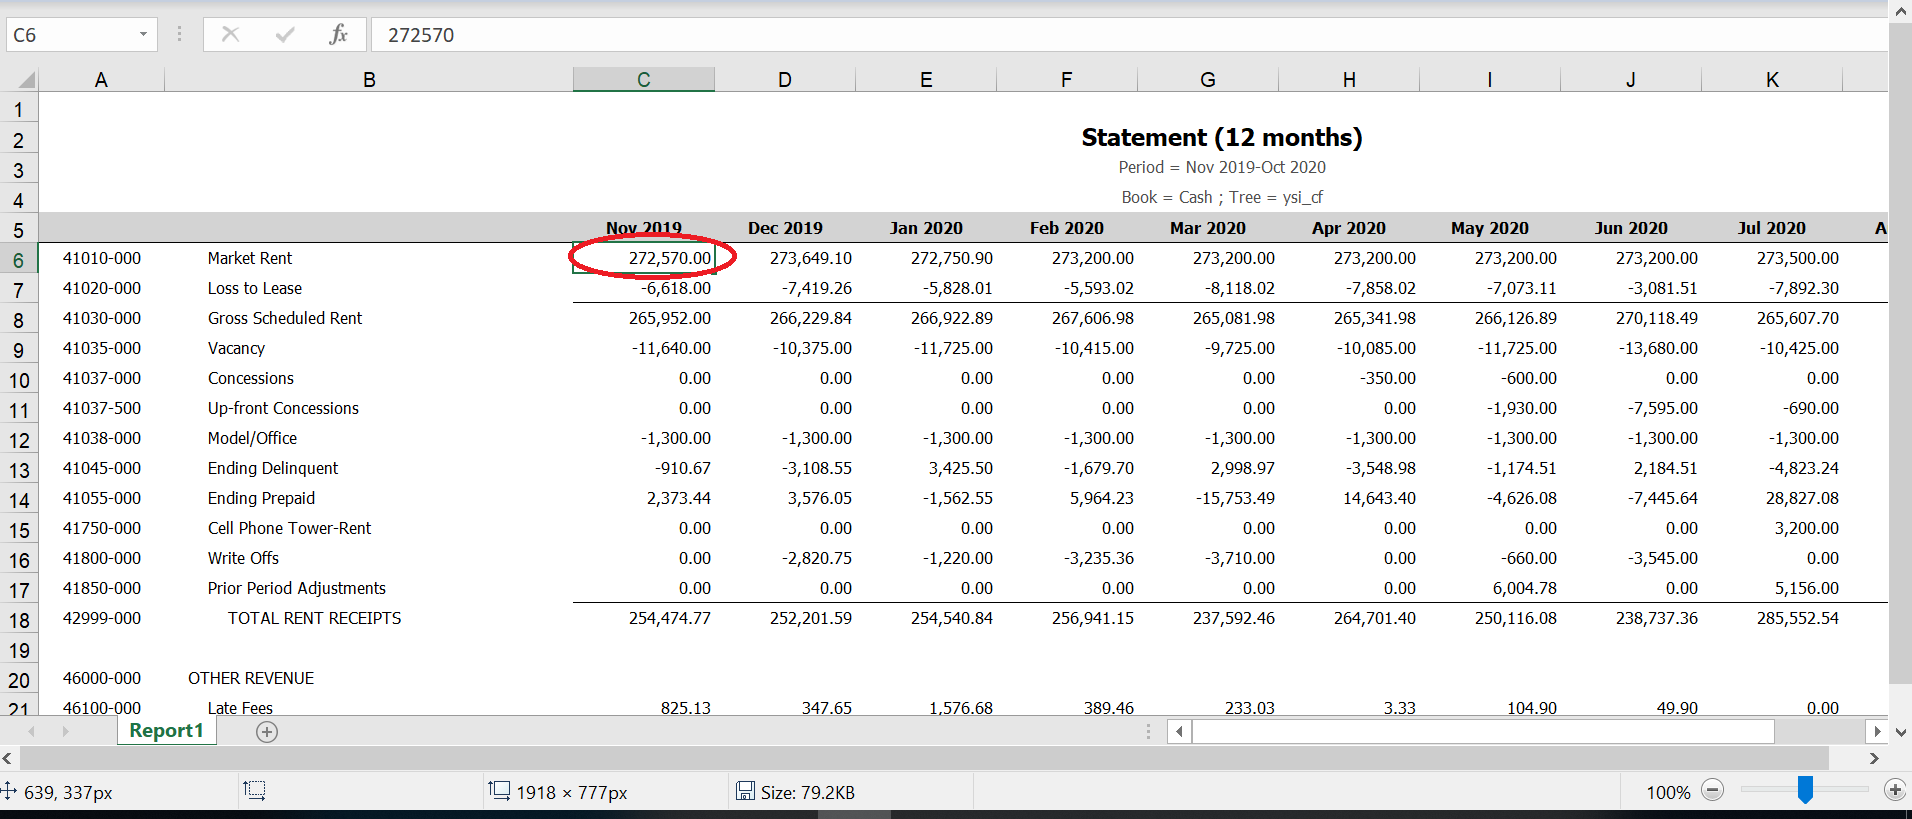 C6 fx 272570
A B C D E F G H I J K
1
2 Statement (12 months)
3 Period = Nov 2019-Oct 2020
4 Book = Cash ; Tree = ysi_cf
5 Nov 2019 Dec 2019 Jan 2020 Feb 2020 Mar 2020 Apr 2020 May 2020 Jun 2020 Jul 2020 A
6 41010-000 Market Rent 272,570.00 273,649.10 272,750.90 273,200.00 273,200.00 273,200.00 273,200.00 273,200.00 273,500.00
7 41020-000 Loss to Lease -6,618.00 -7,419.26 -5,828.01 -5,593.02 -8,118.02 -7,858.02 -7,073.11 -3,081.51 -7,892.30
8 41030-000 Gross Scheduled Rent 265,952.00 266,229.84 266,922.89 267,606.98 265,081.98 265,341.98 266,126.89 270,118.49 265,607.70
9 41035-000 Vacancy -11,640.00 -10,375.00 -11,725.00 -10,415.00 -9,725.00 -10,085.00 -11,725.00 -13,680.00 -10,425.00
10 41037-000 Concessions 0.00 0.00 0.00 0.00 0.00 -350.00 -600.00 0.00 0.00
11 41037-500 Up-front Concessions 0.00 0.00 0.00 0.00 0.00 0.00 -1,930.00 -7,595.00 -690.00
12 41038-000 Model/Office -1,300.00 -1,300.00 -1,300.00 -1,300.00 -1,300.00 -1,300.00 -1,300.00 -1,300.00 -1,300.00
13 41045-000 Ending Delinquent -910.67 -3,108.55 3,425.50 -1,679.70 2,998.97 -3,548.98 -1,174.51 2,184.51 -4,823.24
14 41055-000 Ending Prepaid 2,373.44 3,576.05 -1,562.55 5,964.23 -15,753.49 14,643.40 -4,626.08 -7,445.64 28,827.08
15 41750-000 Cell Phone Tower-Rent 0.00 0.00 0.00 0.00 0.00 0.00 0.00 0.00 3,200.00
16 41800-000 Write Offs 0.00 -2,820.75 -1,220.00 -3,235.36 -3,710.00 0.00 -660.00 -3,545.00 0.00
17 41850-000 Prior Period Adjustments 0.00 0.00 0.00 0.00 0.00 0.00 6,004.78 0.00 5,156.00
18 42999-000 TOTAL RENT RECEIPTS 254,474.77 252,201.59 254,540.84 256,941.15 237,592.46 264,701.40 250,116.08 238,737.36 285,552.54
19
20 46000-000 OTHER REVENUE
21 46100-000 Late Fees 825.13 347.65 1,576.68 389.46 233.03 3.33 104.90 49.90 0.00
Report1
639, 337px 1918 × 777px Size: 79.2KB 100%